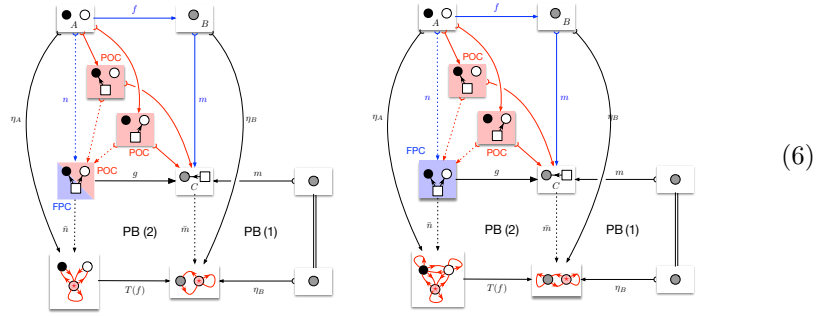 A f B
POC
n m
η_A η_B
POC
POC g C m
FPC
n̄ PB (2) m̄ PB (1)
* T(f) * η_B
A f B
POC
n m
η_A η_B
FPC POC
g C m
n̄ PB (2) m̄ PB (1)
* T(f) * η_B
(6)